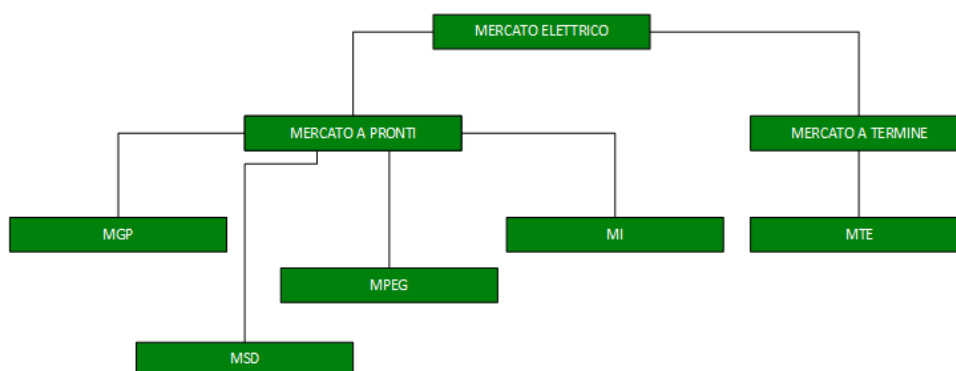 MERCATO ELETTRICO
MERCATO A PRONTI
MERCATO A TERMINE
MGP
MI
MTE
MPEG
MSD